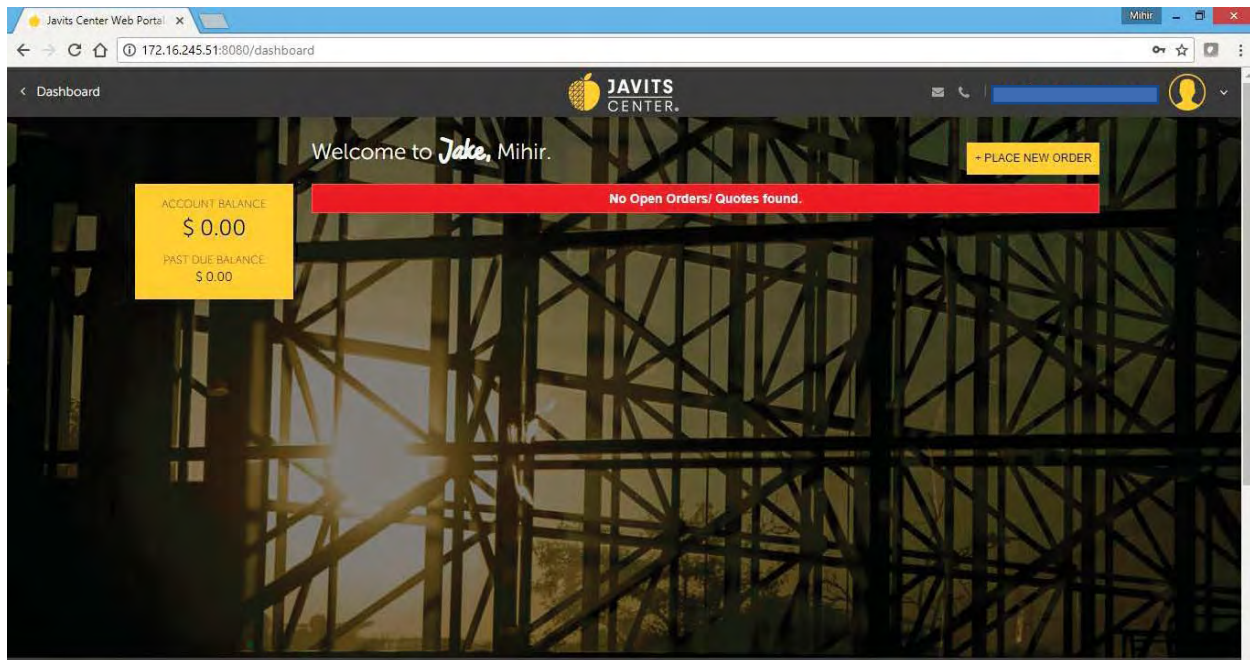 Javits Center Web Portal
Mihir
172.16.245.51:8080/dashboard
Dashboard
JAVITS
CENTER.
Welcome to Jake, Mihir.
+ PLACE NEW ORDER
No Open Orders/ Quotes found.
ACCOUNT BALANCE
$ 0.00
PAST DUE BALANCE
$ 0.00